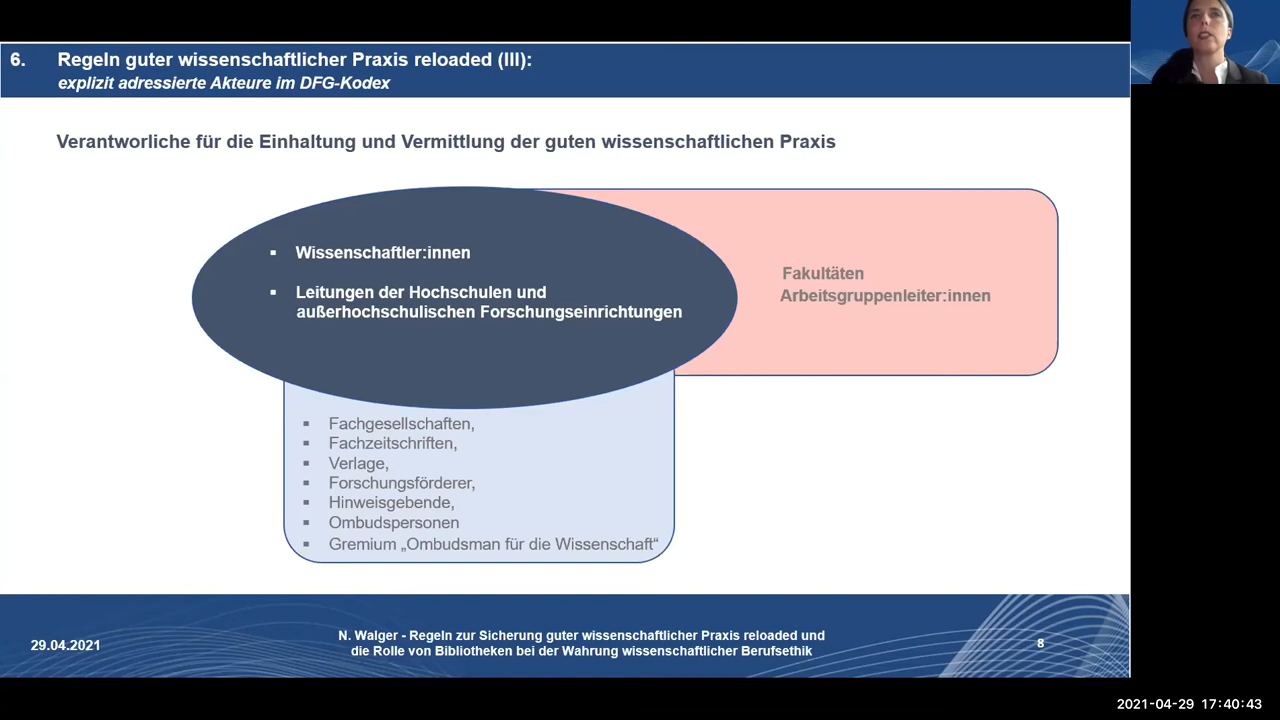 6. Regeln guter wissenschaftlicher Praxis reloaded (III):
explizit adressierte Akteure im DFG-Kodex
Verantworliche für die Einhaltung und Vermittlung der guten wissenschaftlichen Praxis
▪ Wissenschaftler:innen
▪ Leitungen der Hochschulen und
außerhochschulischen Forschungseinrichtungen
Fakultäten
Arbeitsgruppenleiter:innen
▪ Fachgesellschaften,
▪ Fachzeitschriften,
▪ Verlage,
▪ Forschungsförderer,
▪ Hinweisgebende,
▪ Ombudspersonen
▪ Gremium „Ombudsman für die Wissenschaft“
29.04.2021
N. Walger - Regeln zur Sicherung guter wissenschaftlicher Praxis reloaded und
die Rolle von Bibliotheken bei der Wahrung wissenschaftlicher Berufsethik
8
2021-04-29 17:40:43